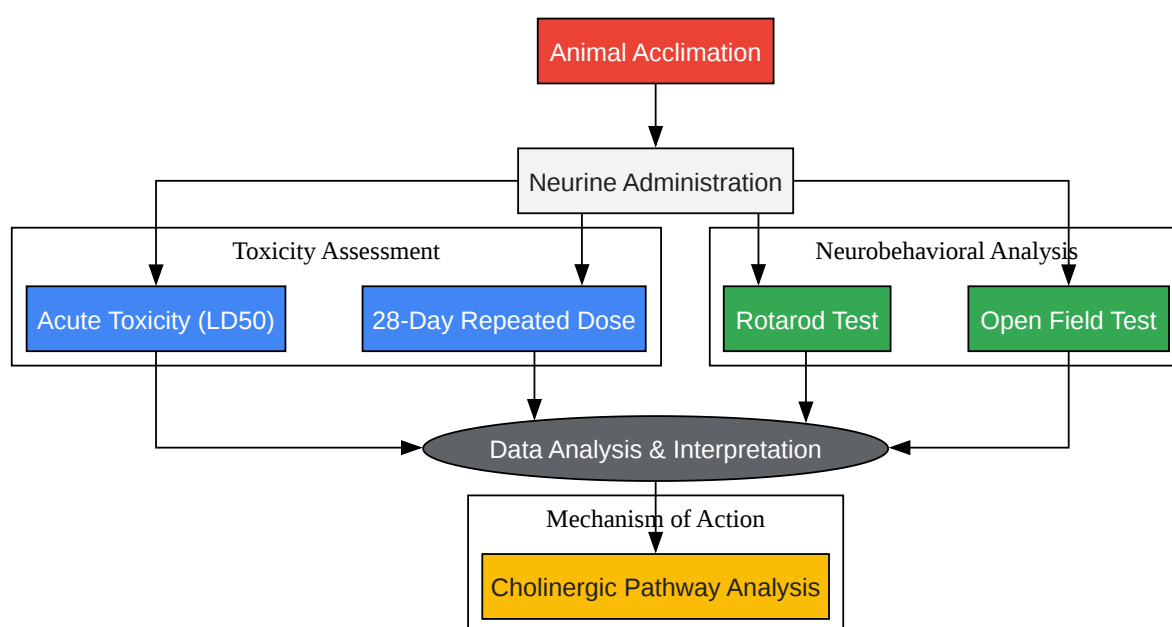 Animal Acclimation
Neurine Administration
Toxicity Assessment
Neurobehavioral Analysis
Acute Toxicity (LD50)
28-Day Repeated Dose
Rotarod Test
Open Field Test
Data Analysis & Interpretation
Mechanism of Action
Cholinergic Pathway Analysis